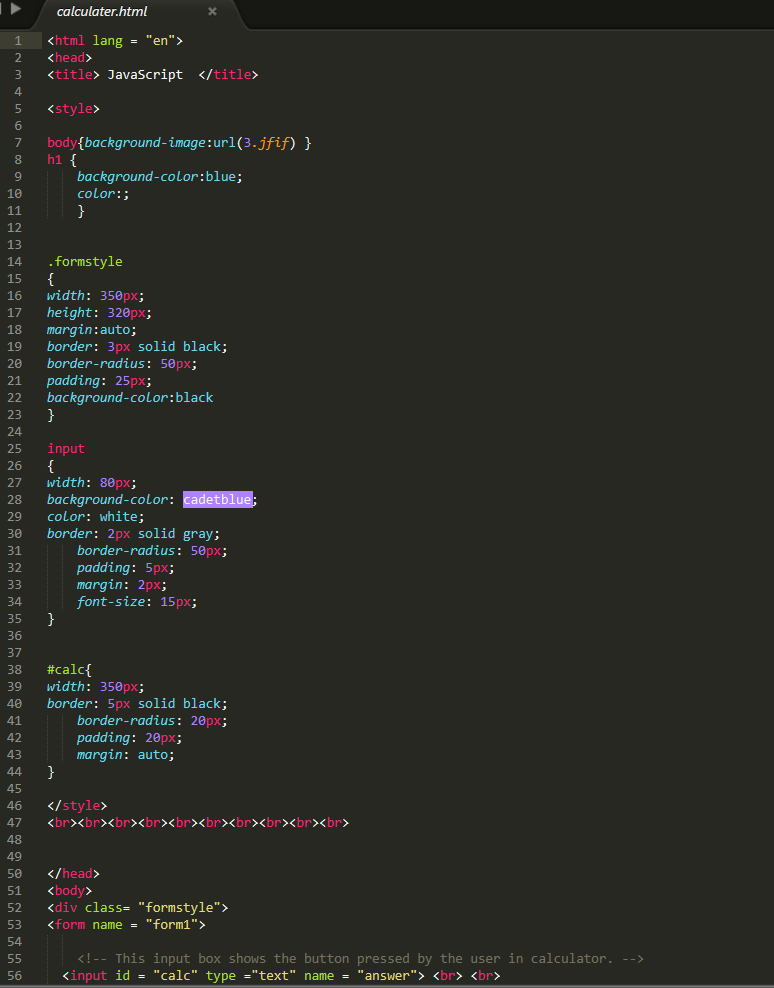 calculater.html ×
1 <html lang = "en">
2 <head>
3 <title> JavaScript  </title>
4
5 <style>
6
7 body{background-image:url(3.jfif) }
8 h1 {
9     background-color:blue;
10     color:;
11     }
12
13
14 .formstyle
15 {
16 width: 350px;
17 height: 320px;
18 margin:auto;
19 border: 3px solid black;
20 border-radius: 50px;
21 padding: 25px;
22 background-color:black
23 }
24
25 input
26 {
27 width: 80px;
28 background-color: cadetblue;
29 color: white;
30 border: 2px solid gray;
31     border-radius: 50px;
32     padding: 5px;
33     margin: 2px;
34     font-size: 15px;
35 }
36
37
38 #calc{
39 width: 350px;
40 border: 5px solid black;
41     border-radius: 20px;
42     padding: 20px;
43     margin: auto;
44 }
45
46 </style>
47 <br><br><br><br><br><br><br><br><br><br>
48
49
50 </head>
51 <body>
52 <div class= "formstyle">
53 <form name = "form1">
54
55     <!-- This input box shows the button pressed by the user in calculator. -->
56   <input id = "calc" type ="text" name = "answer"> <br> <br>